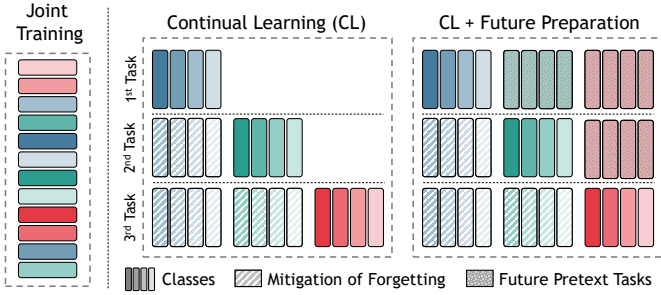 Joint
Training
Continual Learning (CL)
CL + Future Preparation
1st Task
2nd Task
3rd Task
Classes
Mitigation of Forgetting
Future Pretext Tasks